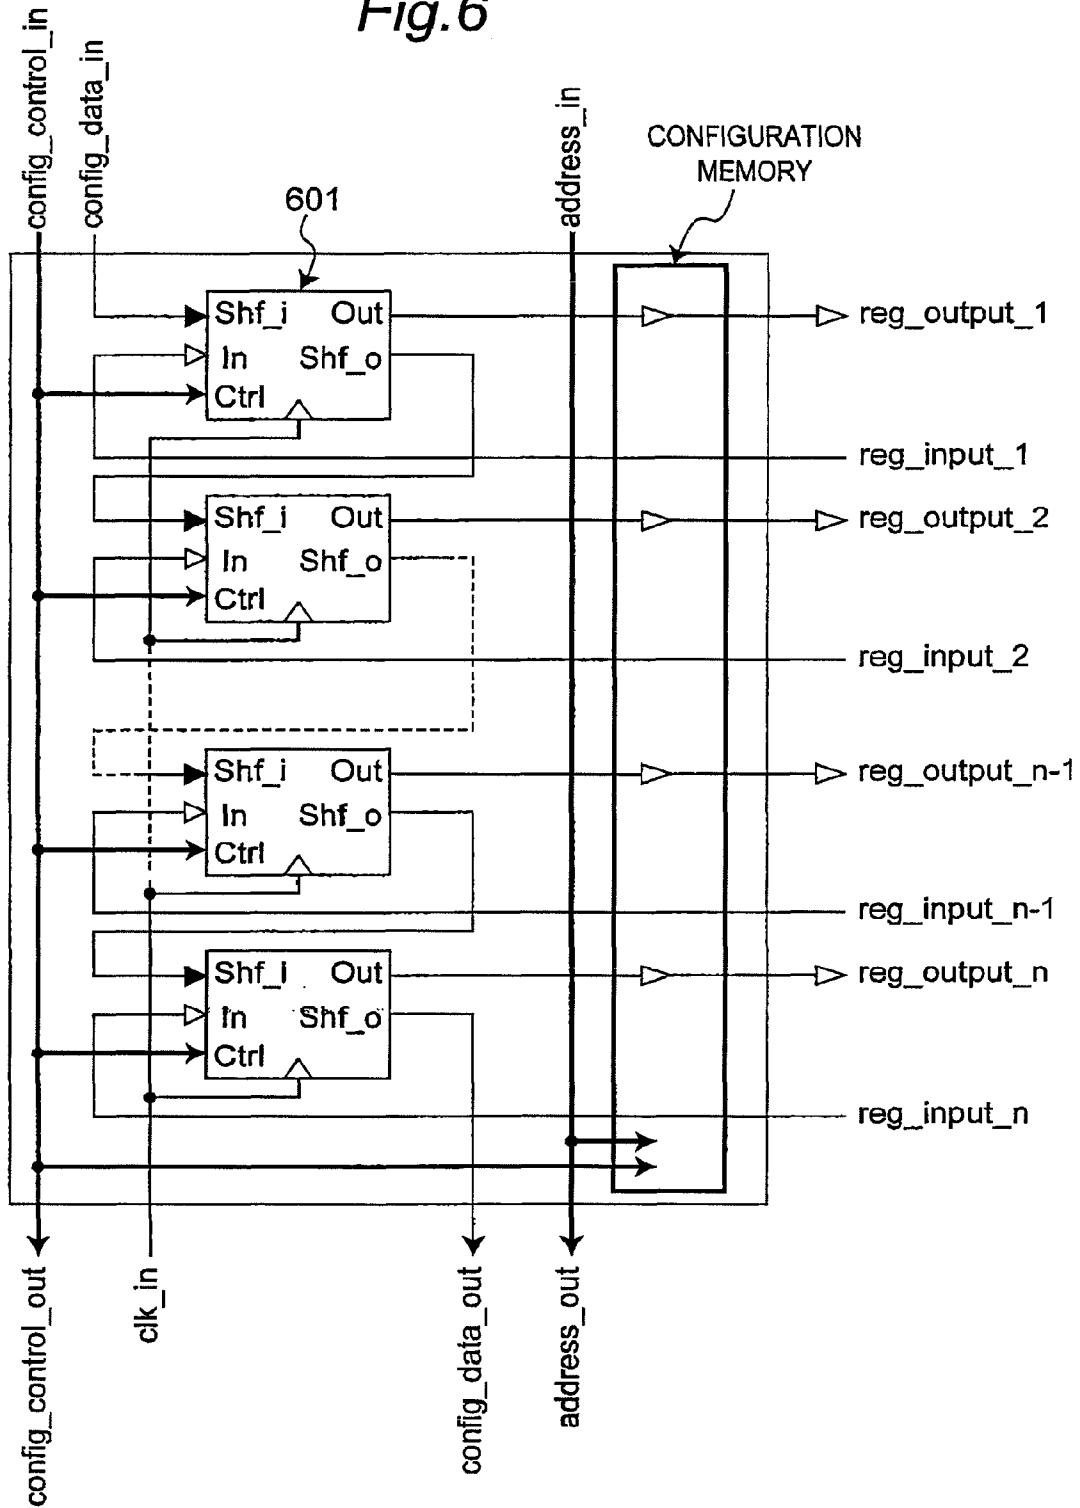 Fig.6
config_control_in
config_data_in
address_in
CONFIGURATION
MEMORY
601
Shf_i Out
In Shf_o
Ctrl
reg_output_1
reg_input_1
Shf_i Out
In Shf_o
Ctrl
reg_output_2
reg_input_2
Shf_i Out
In Shf_o
Ctrl
reg_output_n-1
reg_input_n-1
Shf_i Out
In Shf_o
Ctrl
reg_output_n
reg_input_n
config_control_out
clk_in
config_data_out
address_out